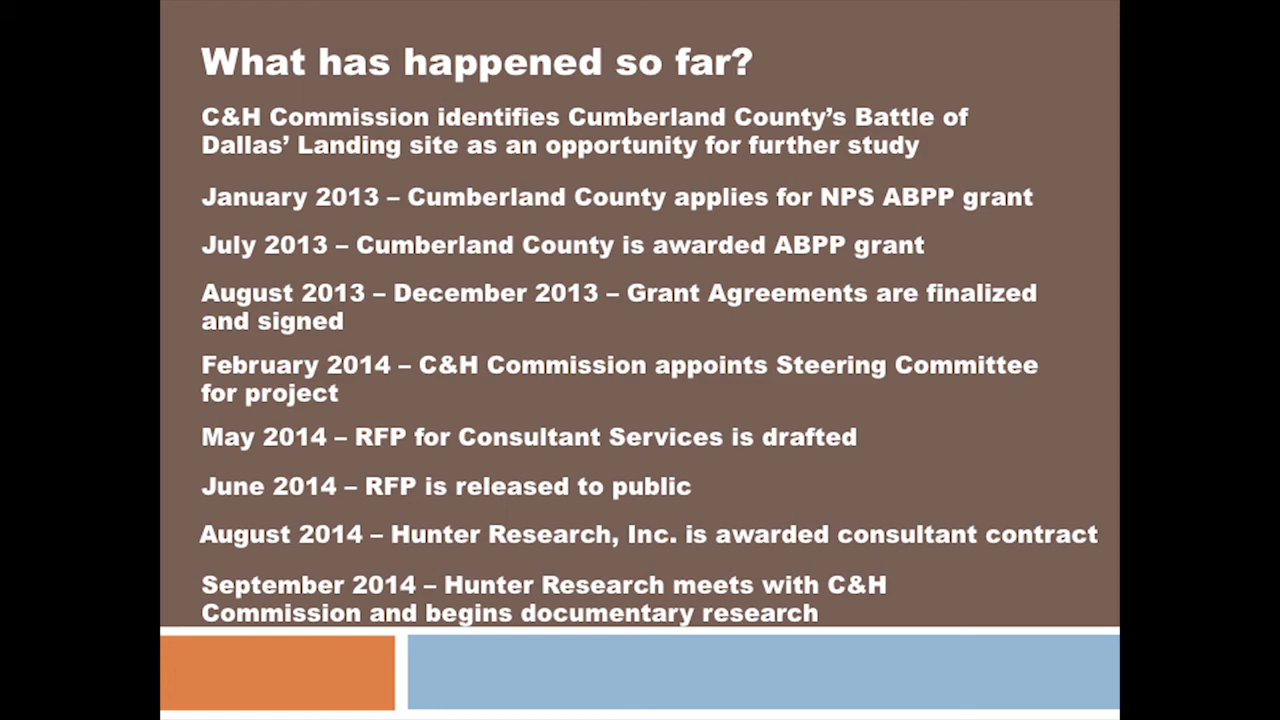 What has happened so far?
C&H Commission identifies Cumberland County’s Battle of
Dallas’ Landing site as an opportunity for further study
January 2013 – Cumberland County applies for NPS ABPP grant
July 2013 – Cumberland County is awarded ABPP grant
August 2013 – December 2013 – Grant Agreements are finalized
and signed
February 2014 – C&H Commission appoints Steering Committee
for project
May 2014 – RFP for Consultant Services is drafted
June 2014 – RFP is released to public
August 2014 – Hunter Research, Inc. is awarded consultant contract
September 2014 – Hunter Research meets with C&H
Commission and begins documentary research